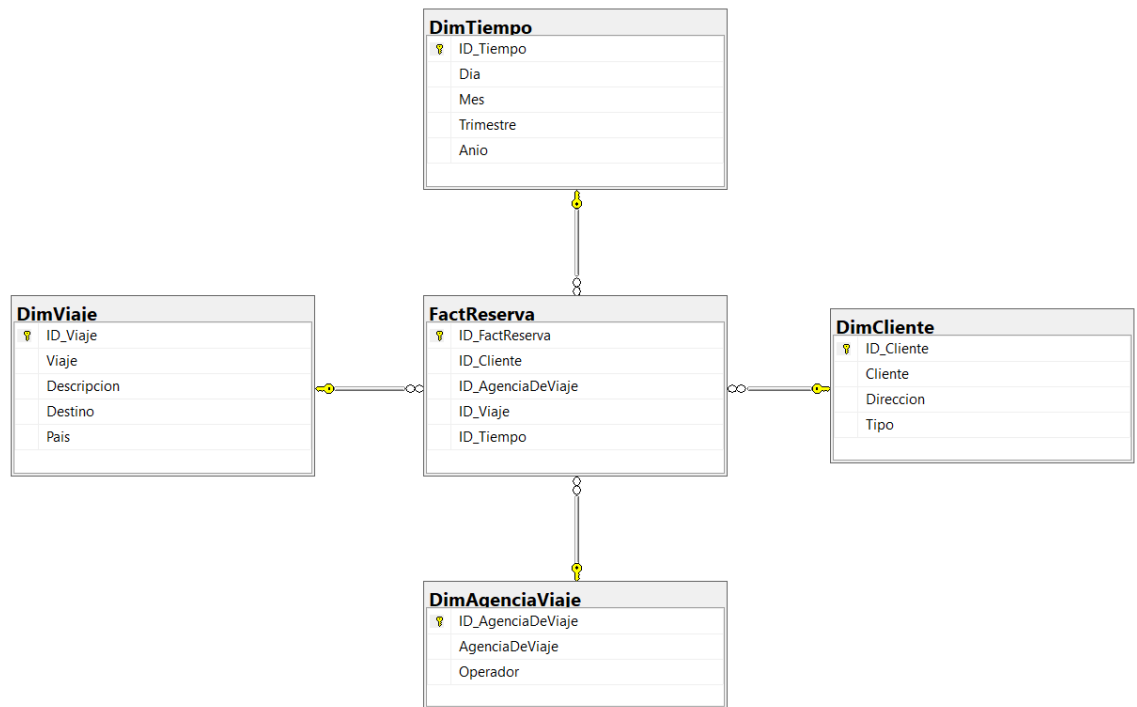 DimTiempo
ID_Tiempo
Dia
Mes
Trimestre
Anio
DimViaje
ID_Viaje
Viaje
Descripcion
Destino
Pais
FactReserva
ID_FactReserva
ID_Cliente
ID_AgenciaDeViaje
ID_Viaje
ID_Tiempo
DimCliente
ID_Cliente
Cliente
Direccion
Tipo
DimAgenciaViaje
ID_AgenciaDeViaje
AgenciaDeViaje
Operador